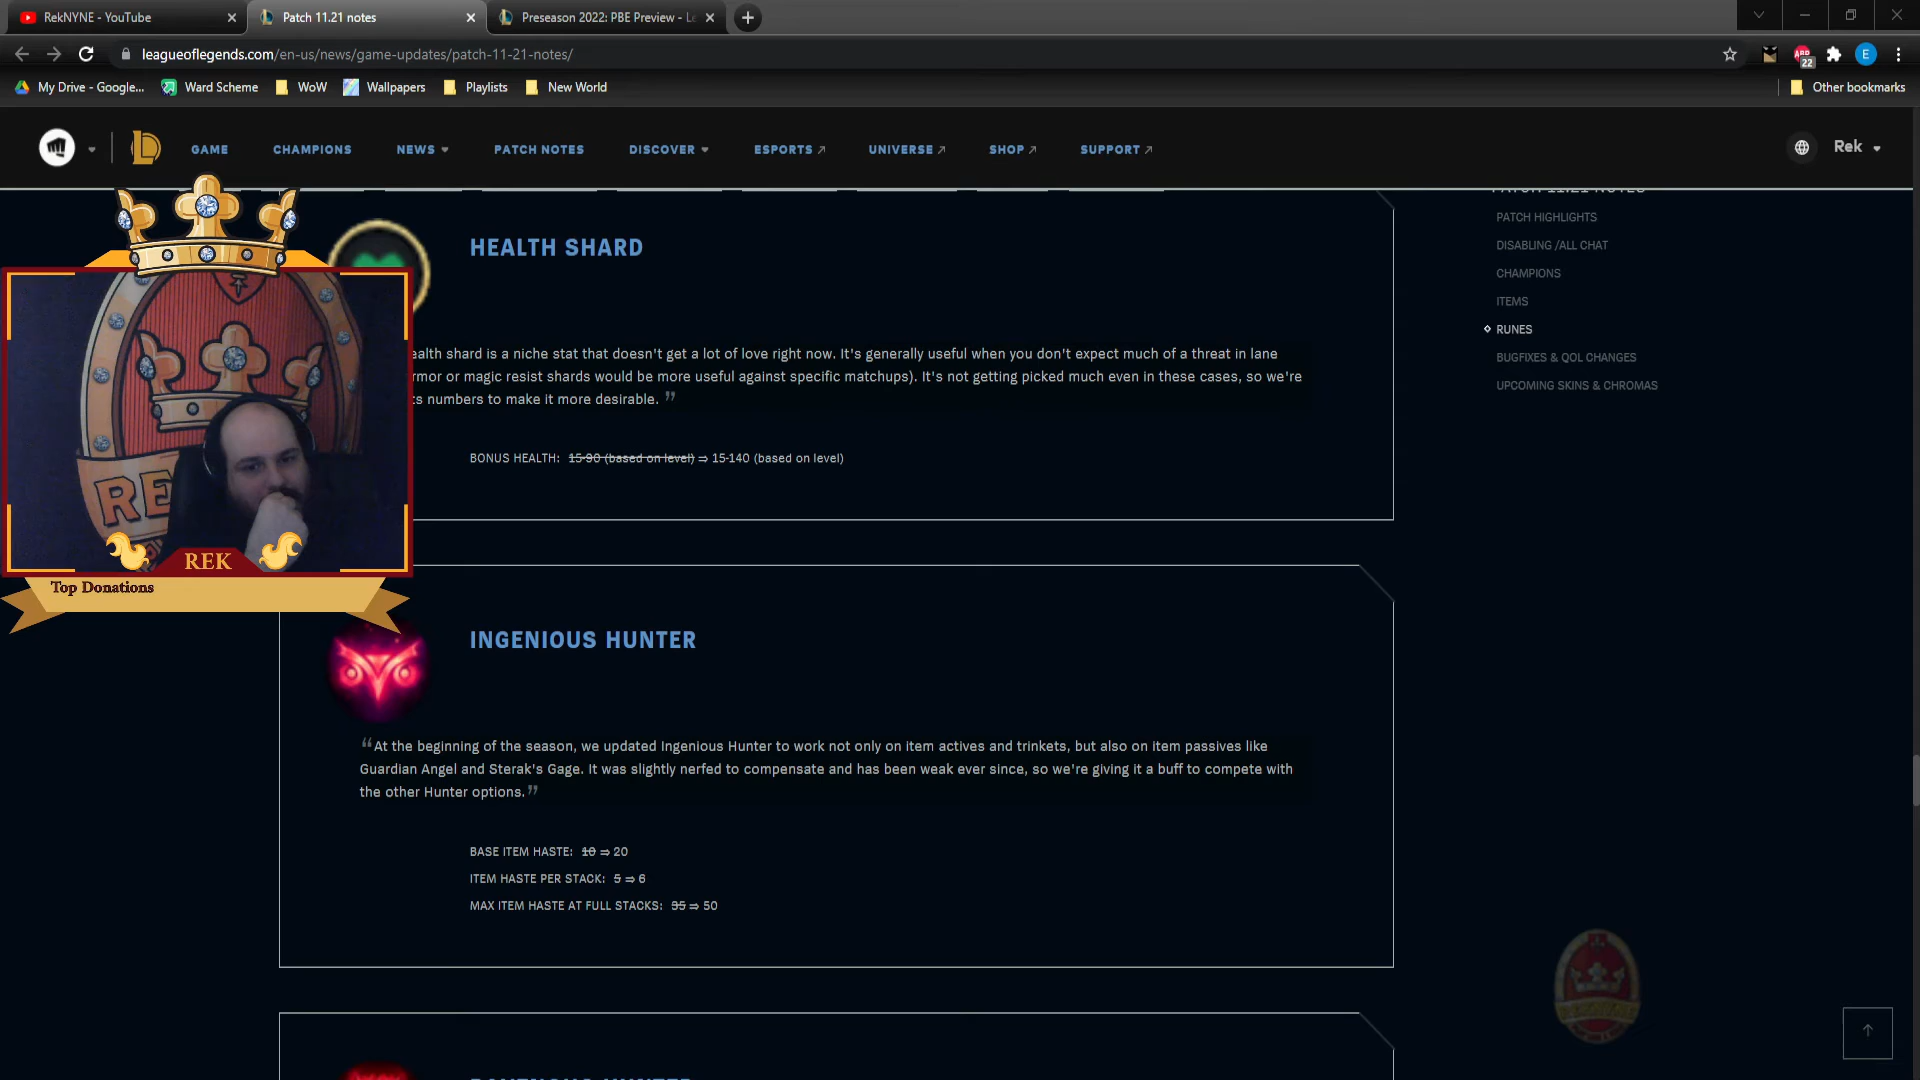 RekNYNE - YouTube
Patch 11.21 notes
Preseason 2022: PBE Preview - Le
leagueoflegends.com/en-us/news/game-updates/patch-11-21-notes/
22
E
My Drive - Google...
Ward Scheme
WoW
Wallpapers
Playlists
New World
Other bookmarks
GAME
CHAMPIONS
NEWS
PATCH NOTES
DISCOVER
ESPORTS
UNIVERSE
SHOP
SUPPORT
Rek
PATCH 11.21 NOTES
PATCH HIGHLIGHTS
DISABLING /ALL CHAT
CHAMPIONS
ITEMS
RUNES
BUGFIXES & QOL CHANGES
UPCOMING SKINS & CHROMAS
HEALTH SHARD
ealth shard is a niche stat that doesn't get a lot of love right now. It's generally useful when you don't expect much of a threat in lane
rmor or magic resist shards would be more useful against specific matchups). It's not getting picked much even in these cases, so we're
ts numbers to make it more desirable. ”
BONUS HEALTH: 15-90 (based on level) ⇒ 15-140 (based on level)
RE
REK
Top Donations
INGENIOUS HUNTER
“At the beginning of the season, we updated Ingenious Hunter to work not only on item actives and trinkets, but also on item passives like
Guardian Angel and Sterak's Gage. It was slightly nerfed to compensate and has been weak ever since, so we're giving it a buff to compete with
the other Hunter options.”
BASE ITEM HASTE: 10 ⇒ 20
ITEM HASTE PER STACK: 5 ⇒ 6
MAX ITEM HASTE AT FULL STACKS: 35 ⇒ 50